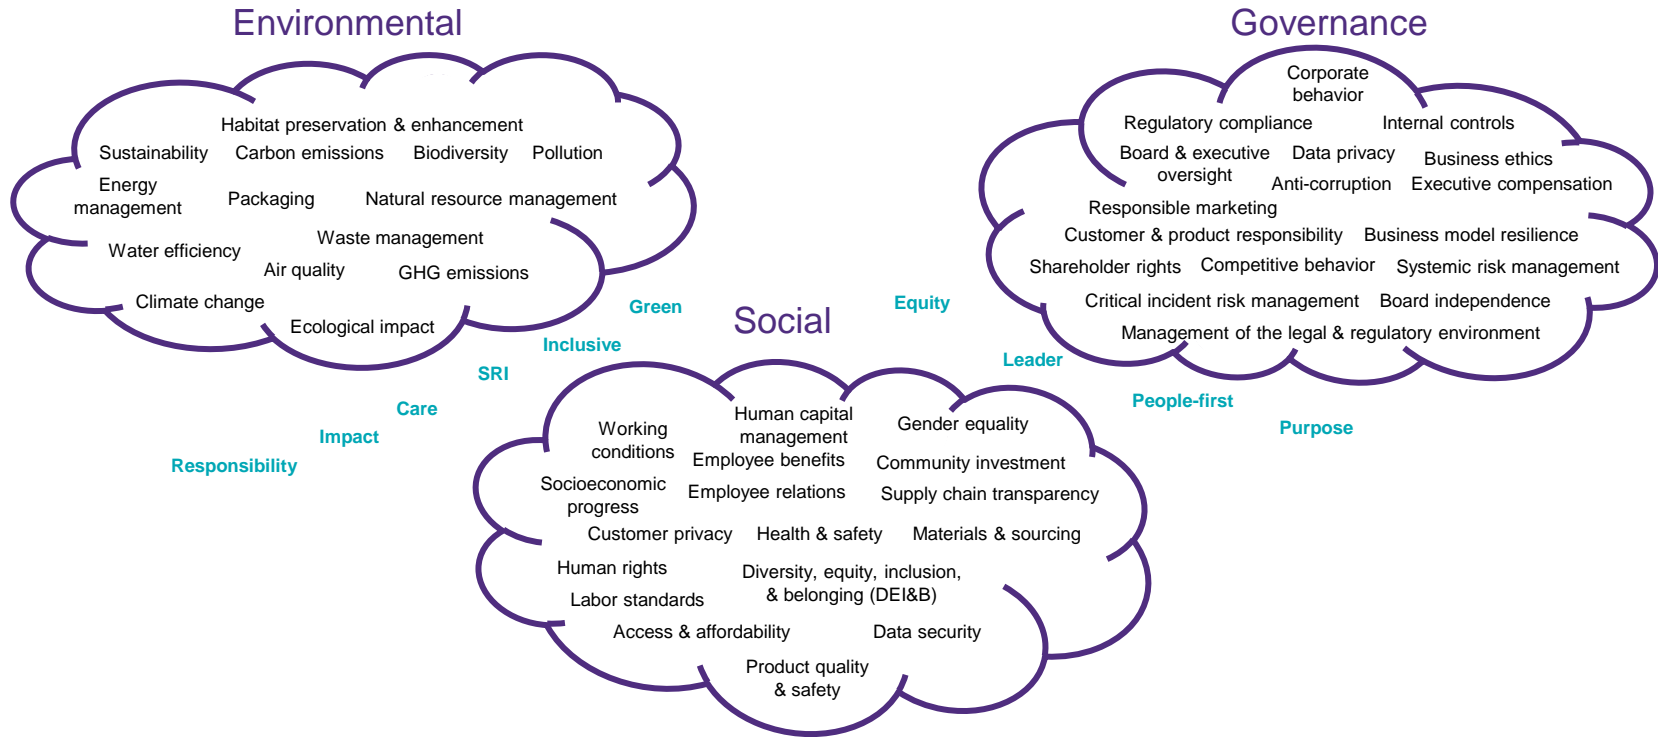 Environmental
Habitat preservation & enhancement
Sustainability
Carbon emissions
Biodiversity
Pollution
Energy
management
Packaging
Natural resource management
Water efficiency
Waste management
Air quality
GHG emissions
Climate change
Ecological impact
Green
Inclusive
SRI
Care
Impact
Responsibility
Social
Working
conditions
Human capital
management
Gender equality
Employee benefits
Community investment
Socioeconomic
progress
Employee relations
Supply chain transparency
Customer privacy
Health & safety
Materials & sourcing
Human rights
Diversity, equity, inclusion,
& belonging (DEI&B)
Labor standards
Access & affordability
Data security
Product quality
& safety
Equity
Leader
People-first
Purpose
Governance
Corporate
behavior
Regulatory compliance
Internal controls
Board & executive
oversight
Data privacy
Business ethics
Anti-corruption
Executive compensation
Responsible marketing
Customer & product responsibility
Business model resilience
Shareholder rights
Competitive behavior
Systemic risk management
Critical incident risk management
Board independence
Management of the legal & regulatory environment